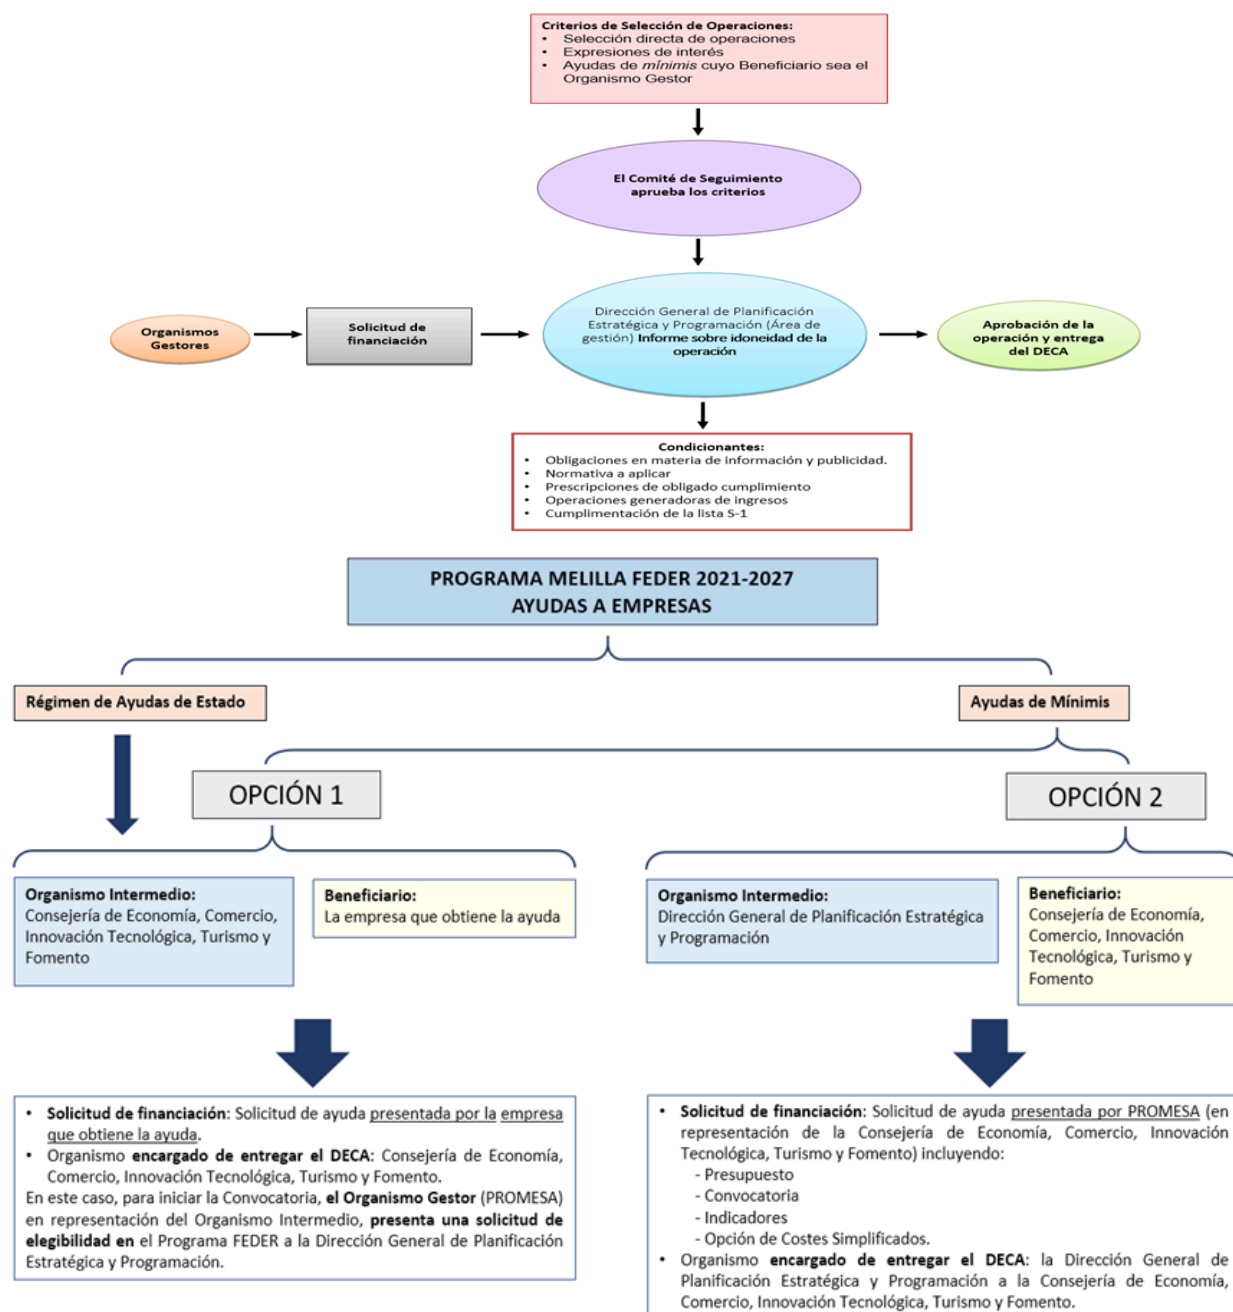 Criterios de Selección de Operaciones:
• Selección directa de operaciones
• Expresiones de interés
• Ayudas de mínimis cuyo Beneficiario sea el
Organismo Gestor
El Comité de Seguimiento
aprueba los criterios
Organismos
Gestores
Solicitud de
financiación
Dirección General de Planificación
Estratégica y Programación (Área de
gestión) Informe sobre idoneidad de la
operación
Aprobación de la
operación y entrega
del DECA
Condicionantes:
• Obligaciones en materia de información y publicidad.
• Normativa a aplicar
• Prescripciones de obligado cumplimiento
• Operaciones generadoras de ingresos
• Cumplimentación de la lista S-1
PROGRAMA MELILLA FEDER 2021-2027
AYUDAS A EMPRESAS
Régimen de Ayudas de Estado
Ayudas de Mínimis
OPCIÓN 1
OPCIÓN 2
Organismo Intermedio:
Consejería de Economía, Comercio,
Innovación Tecnológica, Turismo y
Fomento
Beneficiario:
La empresa que obtiene la ayuda
Organismo Intermedio:
Dirección General de Planificación Estratégica
y Programación
Beneficiario:
Consejería de Economía,
Comercio, Innovación
Tecnológica, Turismo y
Fomento
• Solicitud de financiación: Solicitud de ayuda presentada por la empresa
que obtiene la ayuda.
• Organismo encargado de entregar el DECA: Consejería de Economía,
Comercio, Innovación Tecnológica, Turismo y Fomento.
En este caso, para iniciar la Convocatoria, el Organismo Gestor (PROMESA)
en representación del Organismo Intermedio, presenta una solicitud de
elegibilidad en el Programa FEDER a la Dirección General de Planificación
Estratégica y Programación.
• Solicitud de financiación: Solicitud de ayuda presentada por PROMESA (en
representación de la Consejería de Economía, Comercio, Innovación
Tecnológica, Turismo y Fomento) incluyendo:
- Presupuesto
- Convocatoria
- Indicadores
- Opción de Costes Simplificados.
• Organismo encargado de entregar el DECA: la Dirección General de
Planificación Estratégica y Programación a la Consejería de Economía,
Comercio, Innovación Tecnológica, Turismo y Fomento.